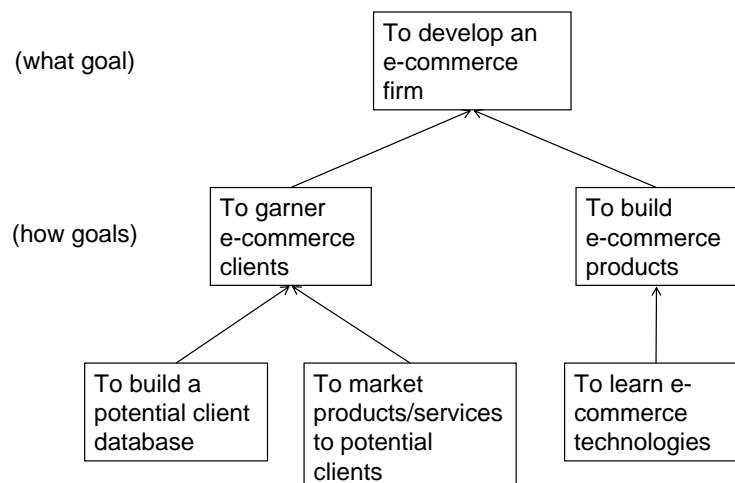 (what goal)
To develop an
e-commerce
firm
(how goals)
To garner
e-commerce
clients
To build
e-commerce
products
To build a
potential client
database
To market
products/services
to potential
clients
To learn e-
commerce
technologies